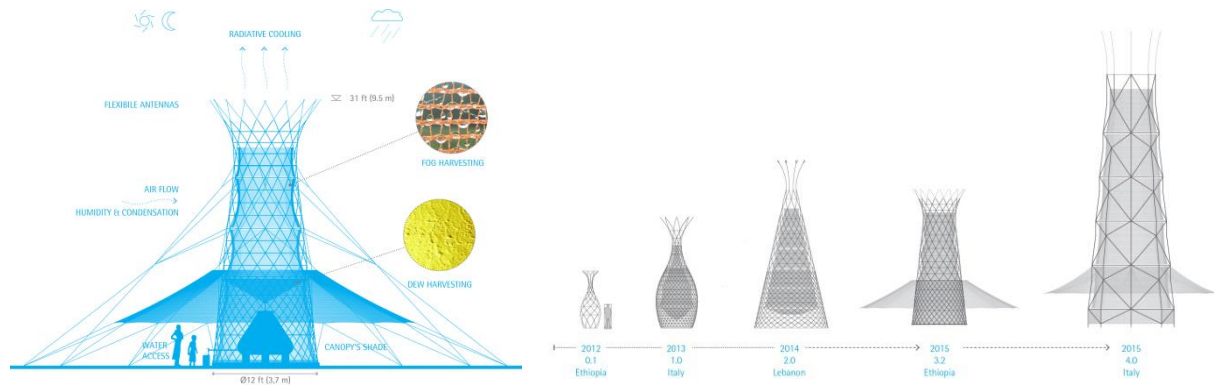 RADIATIVE COOLING
FLEXIBILE ANTENNAS
31 ft (9.5 m)
FOG HARVESTING
AIR FLOW
HUMIDITY & CONDENSATION
DEW HARVESTING
WATER
ACCESS
CANOPY'S SHADE
Ø12 ft (3,7 m)
2012
0.1
Ethiopia
2013
1.0
Italy
2014
2.0
Lebanon
2015
3.2
Ethiopia
2015
4.0
Italy